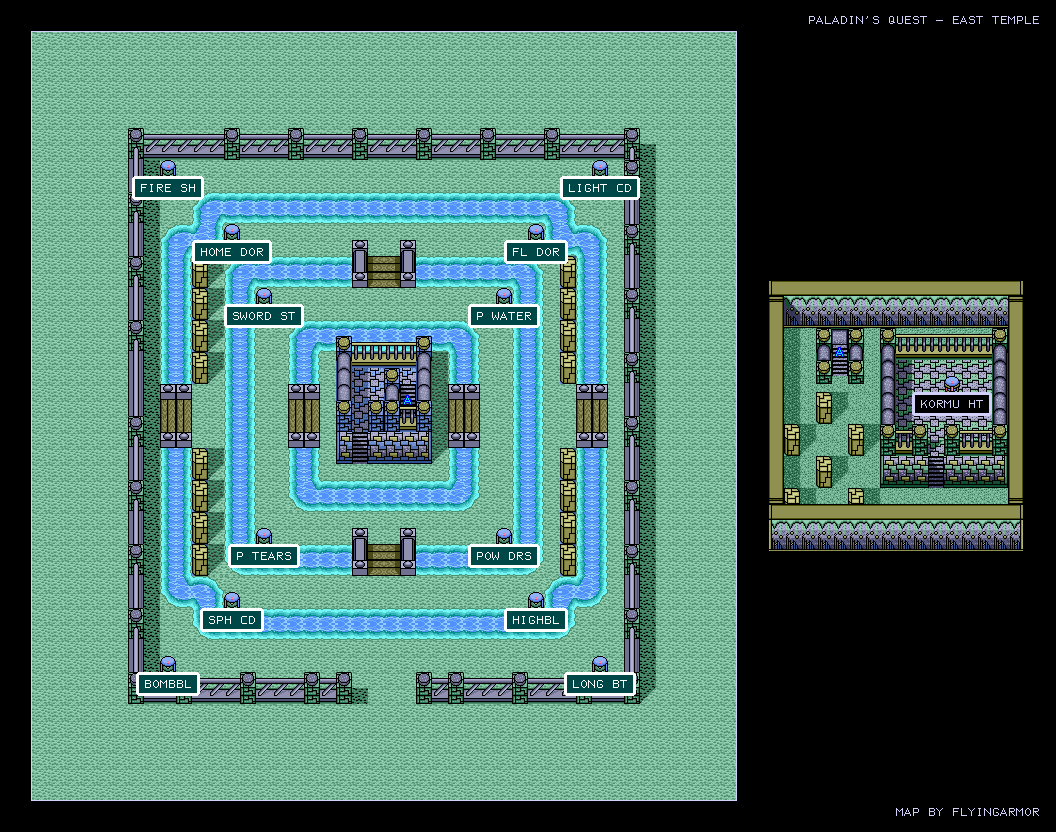 PALADIN'S QUEST – EAST TEMPLE
FIRE SH
LIGHT CD
HOME DOR
FL DOR
SWORD ST
P WATER
KORMU HT
P TEARS
POW DRS
SPH CD
HIGHBL
BOMBBL
LONG BT
MAP BY FLYINGARMOR